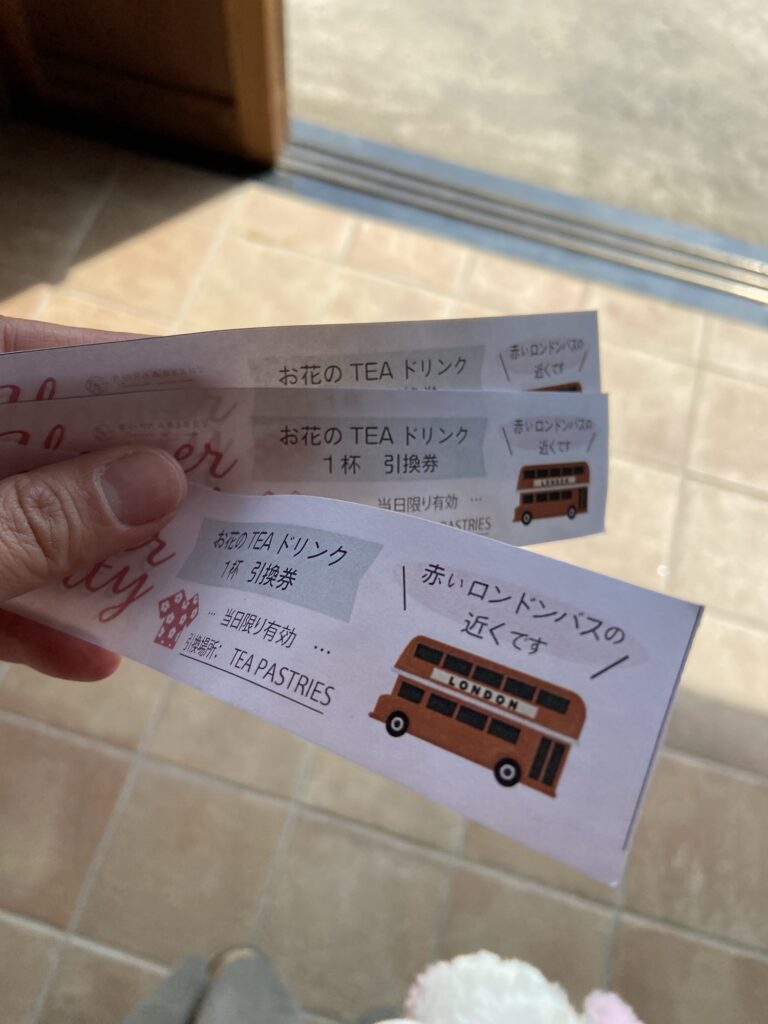 お花の TEA ドリンク
赤いロンドンバスの
近くです
お花の TEA ドリンク
1杯 引換券
当日限り有効 …
PASTRIES
赤いロンドンバスの
近くです
LONDON
お花の TEA ドリンク
1杯 引換券
… 当日限り有効 …
引換場所: TEA PASTRIES
赤いロンドンバスの
近くです
LONDON